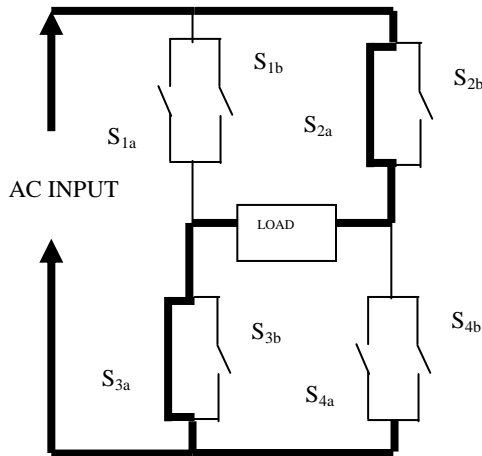 S1b
S2b
S1a
S2a
AC INPUT
LOAD
S3b
S4b
S3a
S4a